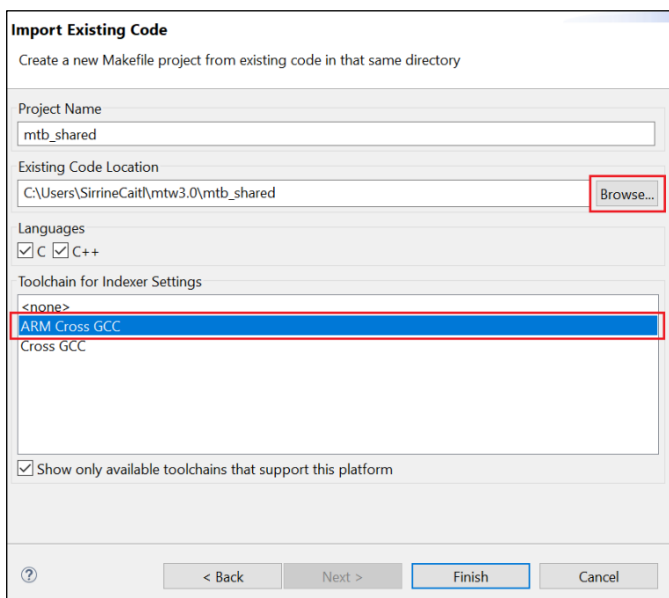 Import Existing Code
Create a new Makefile project from existing code in that same directory
Project Name
mtb_shared
Existing Code Location
C:\Users\SirrineCaitl\mtw3.0\mtb_shared
Browse...
Languages
C C++
Toolchain for Indexer Settings
<none>
ARM Cross GCC
Cross GCC
Show only available toolchains that support this platform
?
< Back Next > Finish Cancel